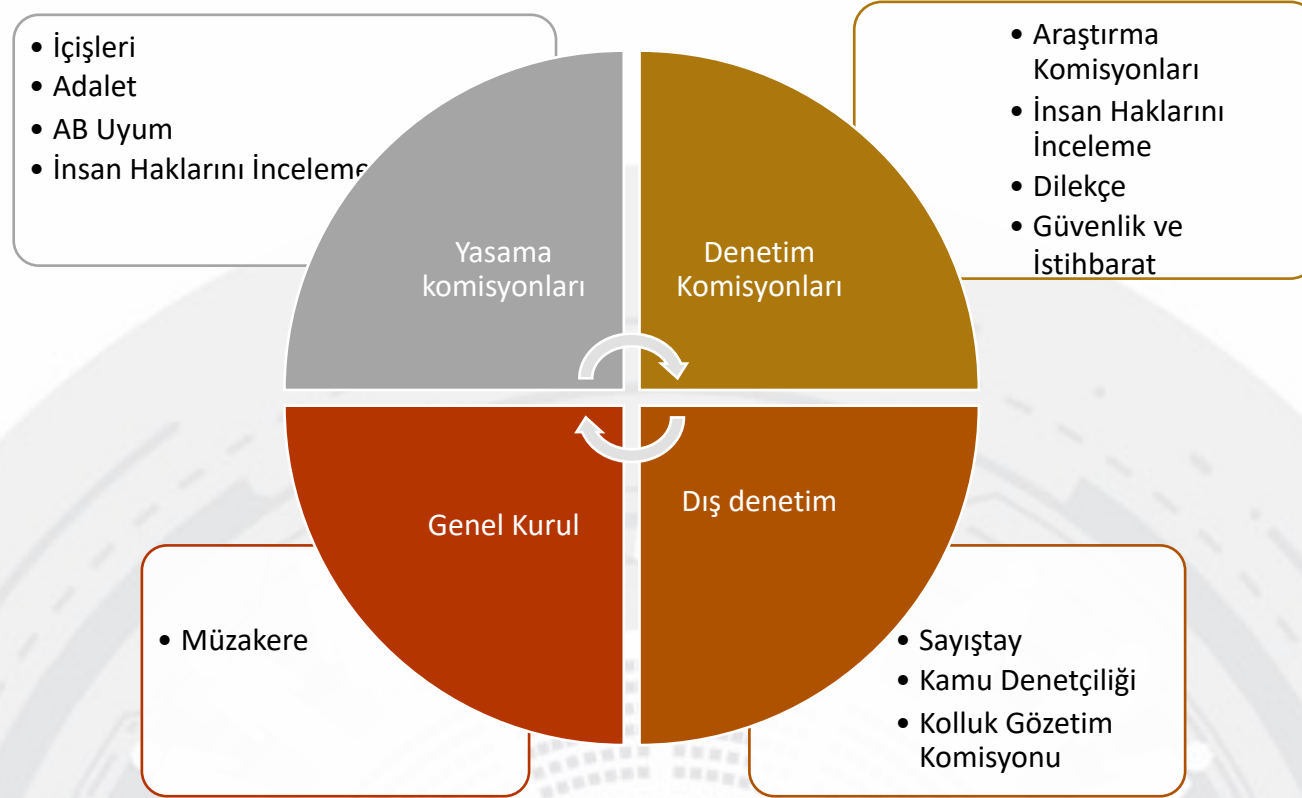 • İçişleri
• Adalet
• AB Uyum
• İnsan Haklarını İnceleme
• Araştırma
Komisyonları
• İnsan Haklarını
İnceleme
• Dilekçe
• Güvenlik ve
İstihbarat
Yasama
komisyonları
Denetim
Komisyonları
Genel Kurul
Dış denetim
• Müzakere
• Sayıştay
• Kamu Denetçiliği
• Kolluk Gözetim
Komisyonu